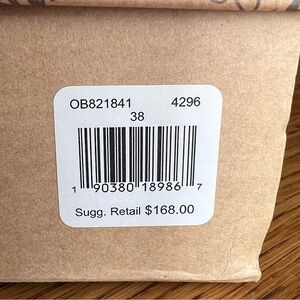 OB821841 4296
38
1 90380 18986 7
Sugg. Retail $168.00